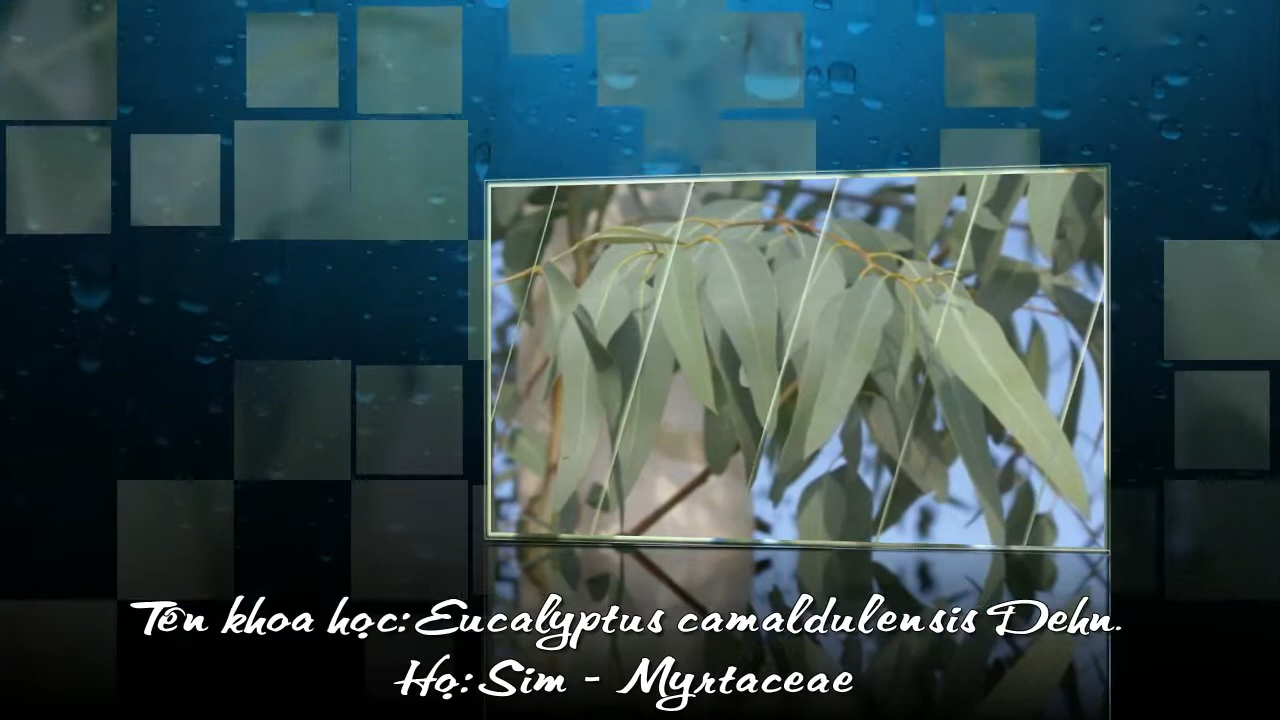 Tên khoa học: Eucalyptus camaldulensis Dehn.
Họ: Sim - Myrtaceae